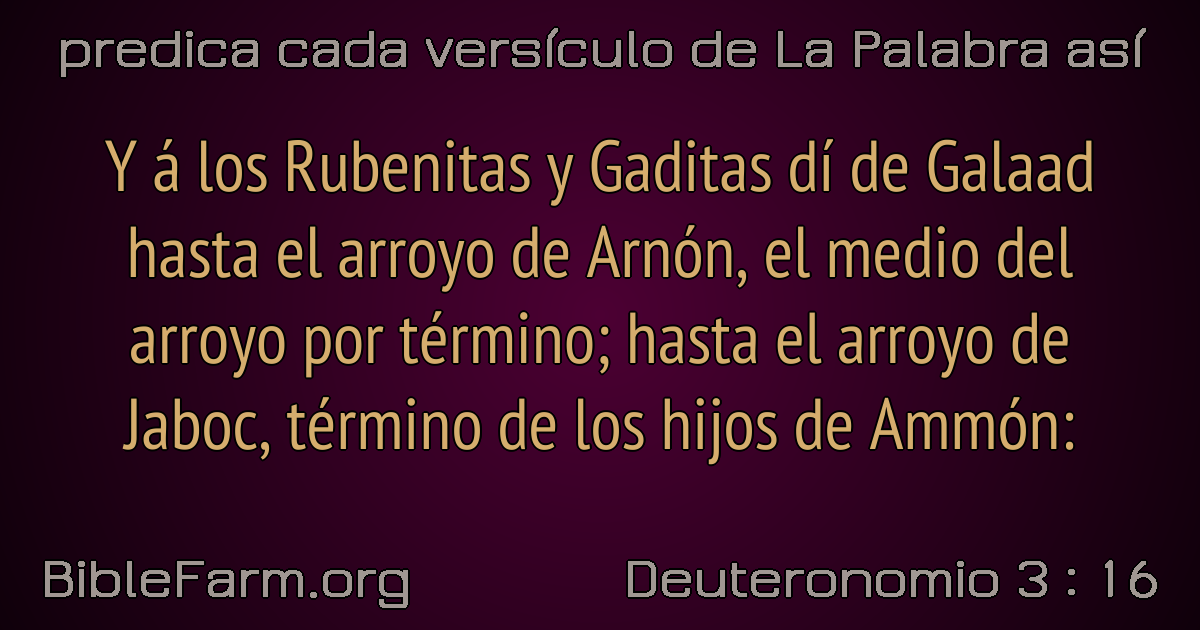 predica cada versículo de La Palabra así
Y á los Rubenitas y Gaditas dí de Galaad
hasta el arroyo de Arnón, el medio del
arroyo por término; hasta el arroyo de
Jaboc, término de los hijos de Ammón:
BibleFarm.org
Deuteronomio 3 : 16